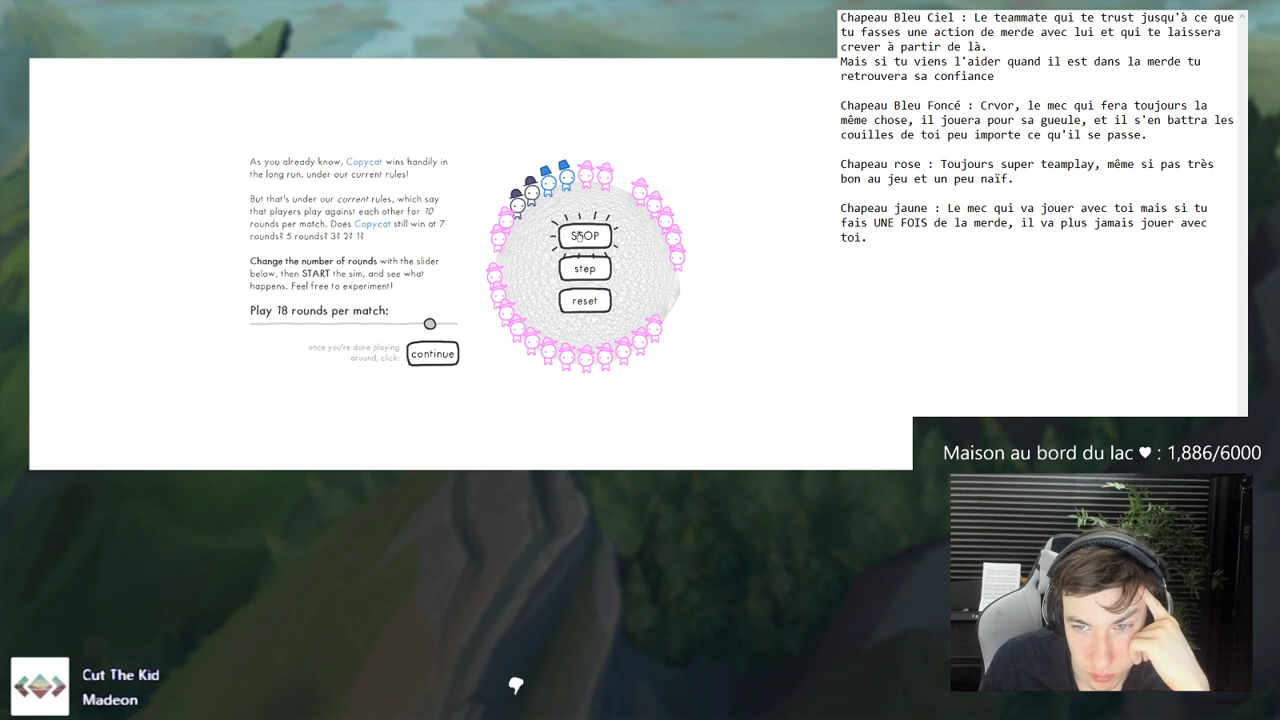 Chapeau Bleu Ciel : Le teammate qui te trust jusqu'à ce que
tu fasses une action de merde avec lui et qui te laissera
crever à partir de là.
Mais si tu viens l'aider quand il est dans la merde tu
retrouvera sa confiance
Chapeau Bleu Foncé : Crvor, le mec qui fera toujours la
même chose, il jouera pour sa gueule, et il s'en battra les
couilles de toi peu importe ce qu'il se passe.
Chapeau rose : Toujours super teamplay, même si pas très
bon au jeu et un peu naïf.
Chapeau jaune : Le mec qui va jouer avec toi mais si tu
fais UNE FOIS de la merde, il va plus jamais jouer avec
toi.
As you already know, Copycat wins handily in
the long run, under our current rules!
But that's under our current rules, which say
that players play against each other for 10
rounds per match. Does Copycat still win at 7
rounds? 5 rounds? 3? 2? 1?
Change the number of rounds with the slider
below, then START the sim, and see what
happens. Feel free to experiment!
Play 18 rounds per match:
once you're done playing
around, click:
continue
STOP
step
reset
Maison au bord du lac ♥ : 1,886/6000
Cut The Kid
Madeon